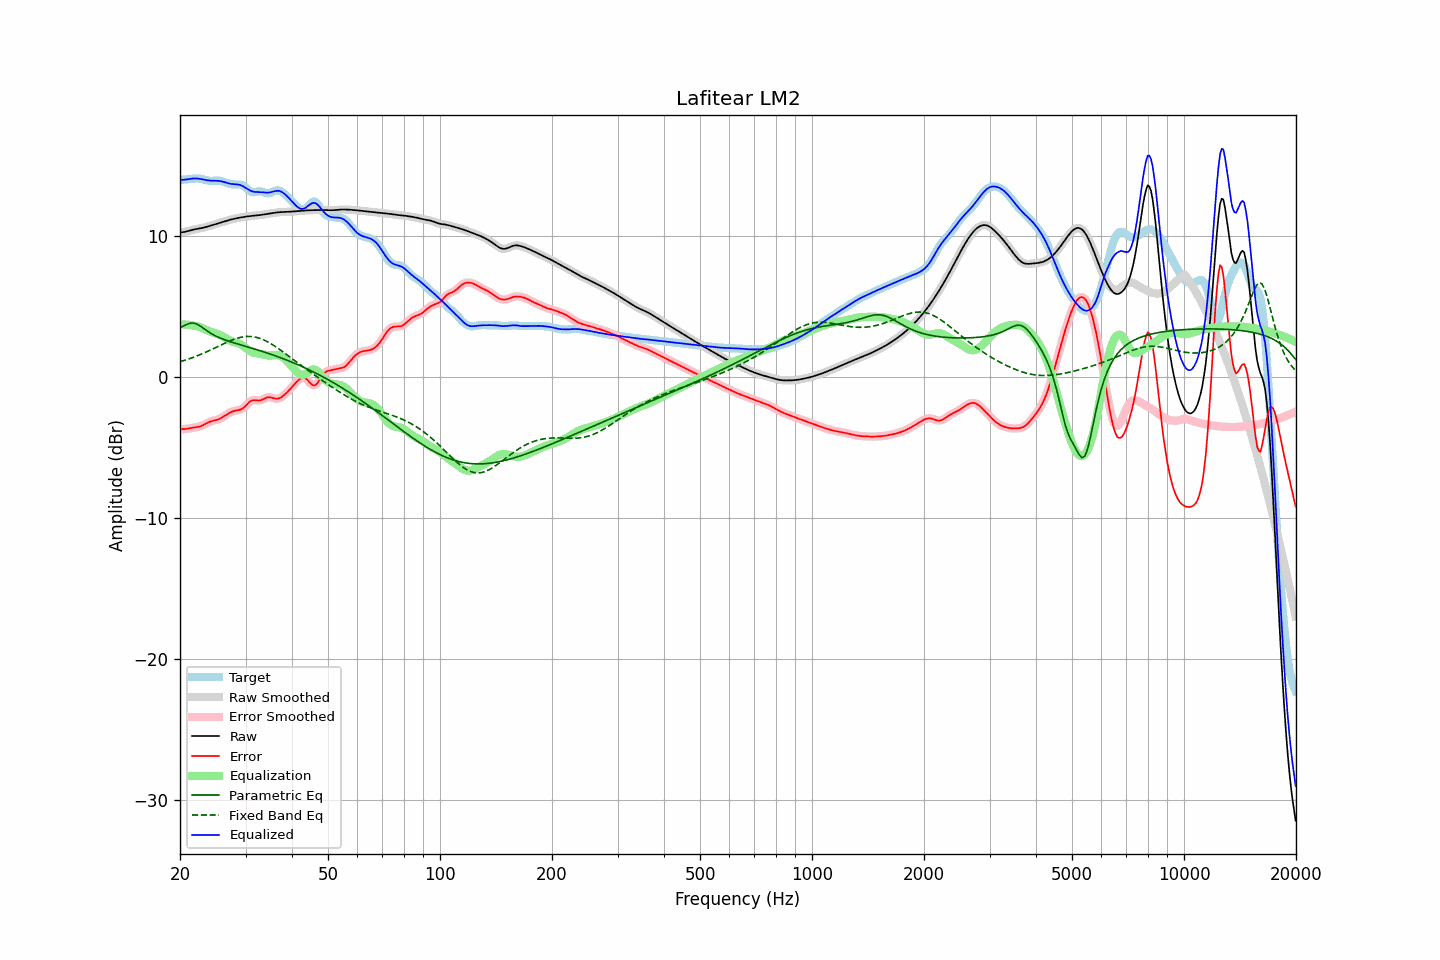 Lafitear LM2
Amplitude (dBr)
10
0
−10
−20
−30
Target
Raw Smoothed
Error Smoothed
Raw
Error
Equalization
Parametric Eq
Fixed Band Eq
Equalized
20 50 100 200 500 1000 2000 5000 10000 20000
Frequency (Hz)